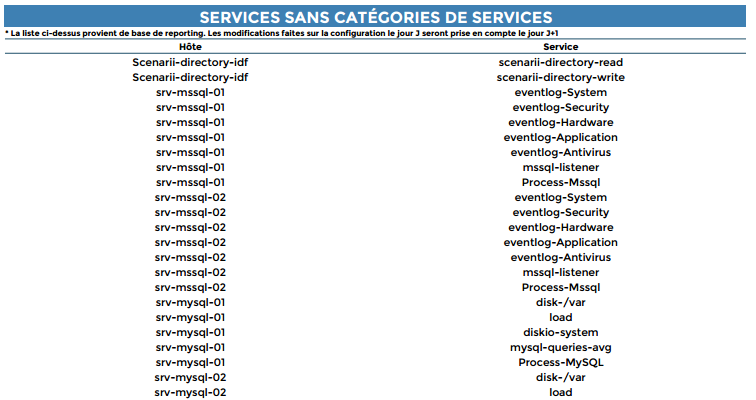 SERVICES SANS CATÉGORIES DE SERVICES
* La liste ci-dessus provient de base de reporting. Les modifications faites sur la configuration le jour J seront prise en compte le jour J+1
Hôte Service
Scenarii-directory-idf scenarii-directory-read
Scenarii-directory-idf scenarii-directory-write
srv-mssql-01 eventlog-System
srv-mssql-01 eventlog-Security
srv-mssql-01 eventlog-Hardware
srv-mssql-01 eventlog-Application
srv-mssql-01 eventlog-Antivirus
srv-mssql-01 mssql-listener
srv-mssql-01 Process-Mssql
srv-mssql-02 eventlog-System
srv-mssql-02 eventlog-Security
srv-mssql-02 eventlog-Hardware
srv-mssql-02 eventlog-Application
srv-mssql-02 eventlog-Antivirus
srv-mssql-02 mssql-listener
srv-mssql-02 Process-Mssql
srv-mysql-01 disk-/var
srv-mysql-01 load
srv-mysql-01 diskio-system
srv-mysql-01 mysql-queries-avg
srv-mysql-01 Process-MySQL
srv-mysql-02 disk-/var
srv-mysql-02 load